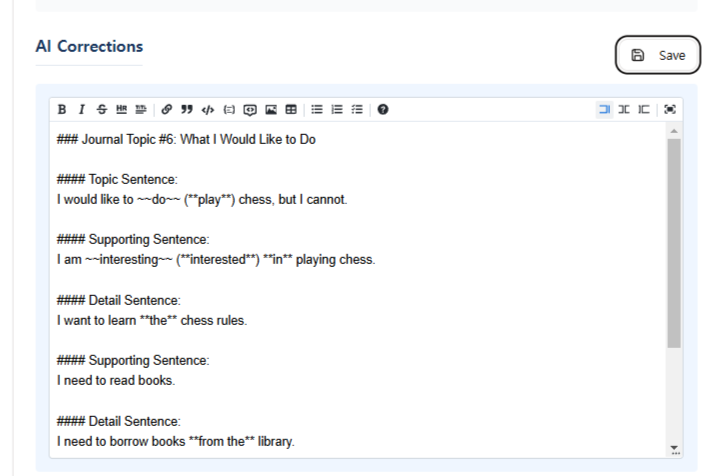 AI Corrections
Save
### Journal Topic #6: What I Would Like to Do
#### Topic Sentence:
I would like to ~~do~~ (**play**) chess, but I cannot.
#### Supporting Sentence:
I am ~~interesting~~ (**interested**) **in** playing chess.
#### Detail Sentence:
I want to learn **the** chess rules.
#### Supporting Sentence:
I need to read books.
#### Detail Sentence:
I need to borrow books **from the** library.